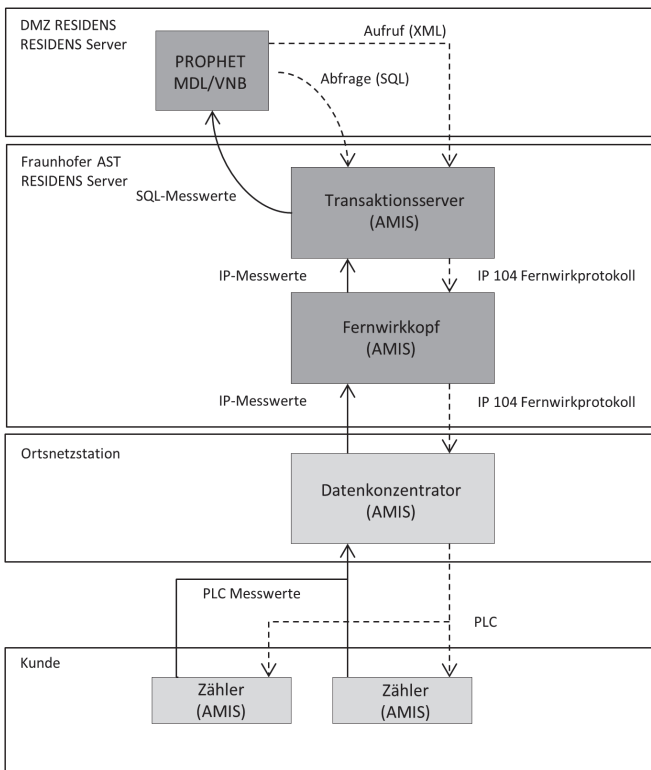 DMZ RESIDENS
RESIDENS Server
PROPHET
MDL/VNB
Aufruf (XML)
Abfrage (SQL)
Fraunhofer AST
RESIDENS Server
SQL-Messwerte
Transaktionsserver
(AMIS)
IP-Messwerte
IP 104 Fernwirkprotokoll
Fernwirkkopf
(AMIS)
IP-Messwerte
IP 104 Fernwirkprotokoll
Ortsnetzstation
Datenkonzentrator
(AMIS)
PLC Messwerte
PLC
Kunde
Zähler
(AMIS)
Zähler
(AMIS)